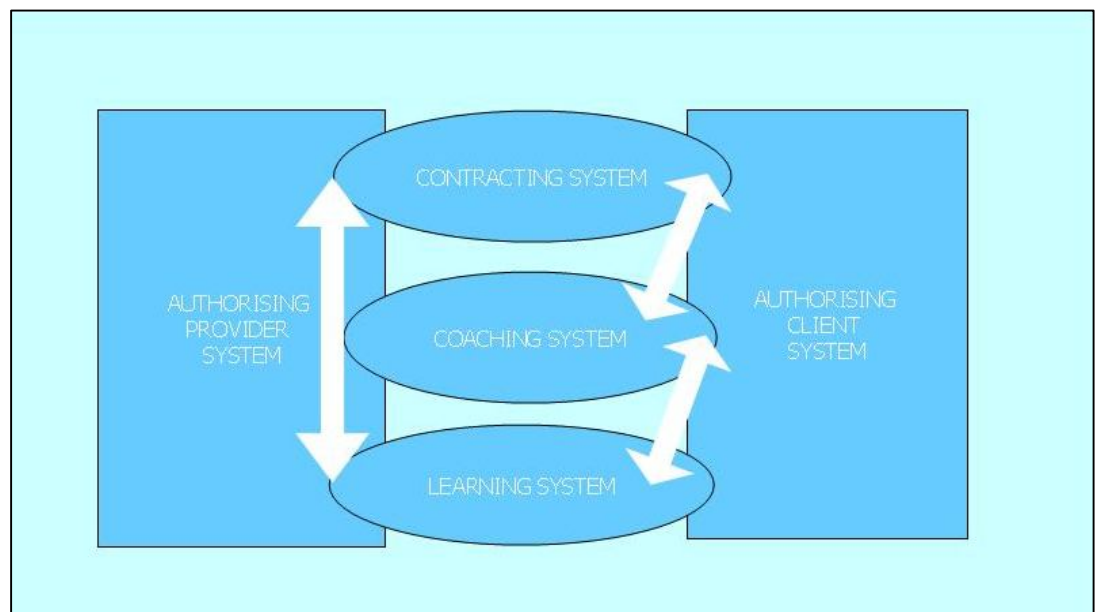 CONTRACTING SYSTEM
AUTHORISING
PROVIDER
SYSTEM
COACHING SYSTEM
AUTHORISING
CLIENT
SYSTEM
LEARNING SYSTEM